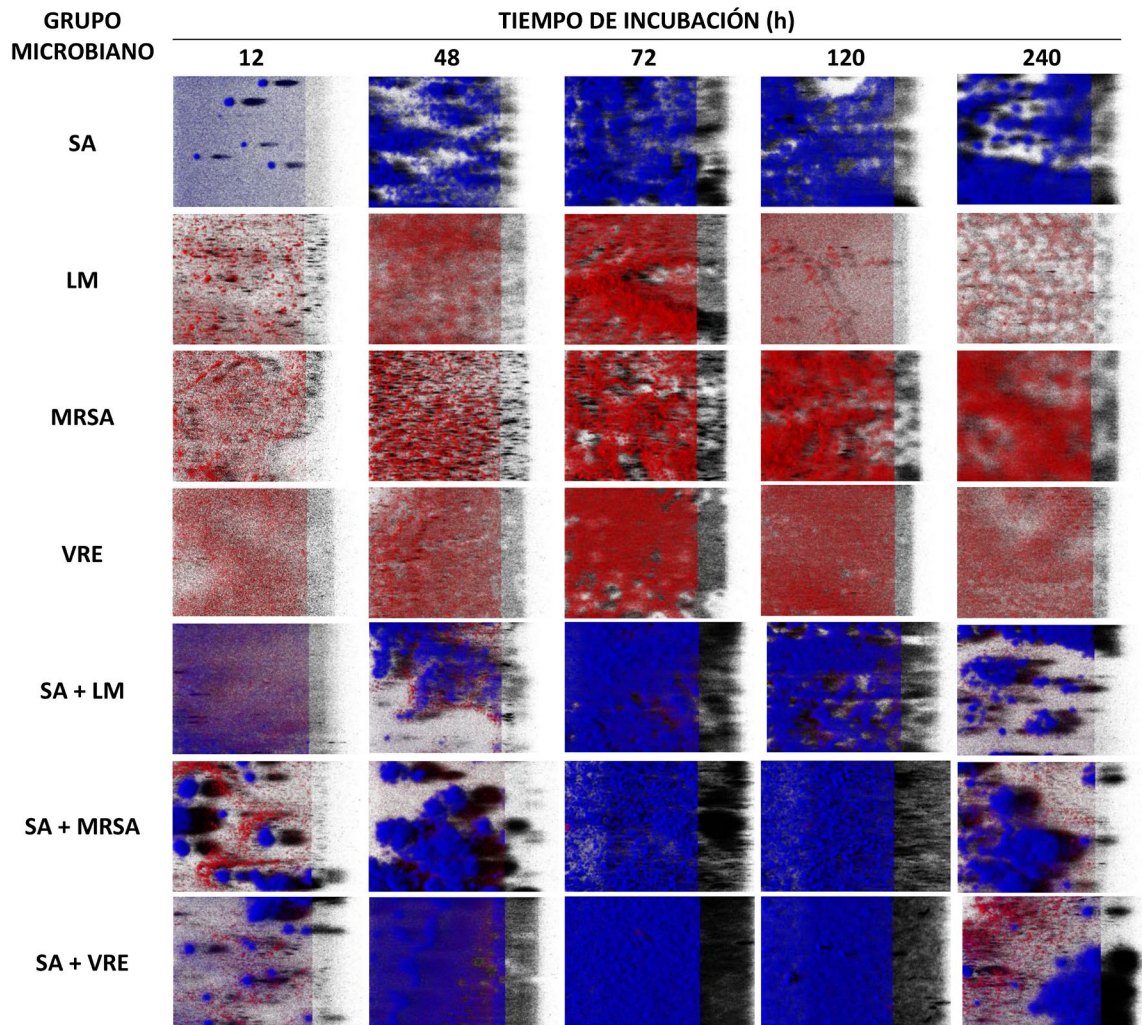 GRUPO
MICROBIANO
TIEMPO DE INCUBACIÓN (h)
12 48 72 120 240
SA
LM
MRSA
VRE
SA + LM
SA + MRSA
SA + VRE